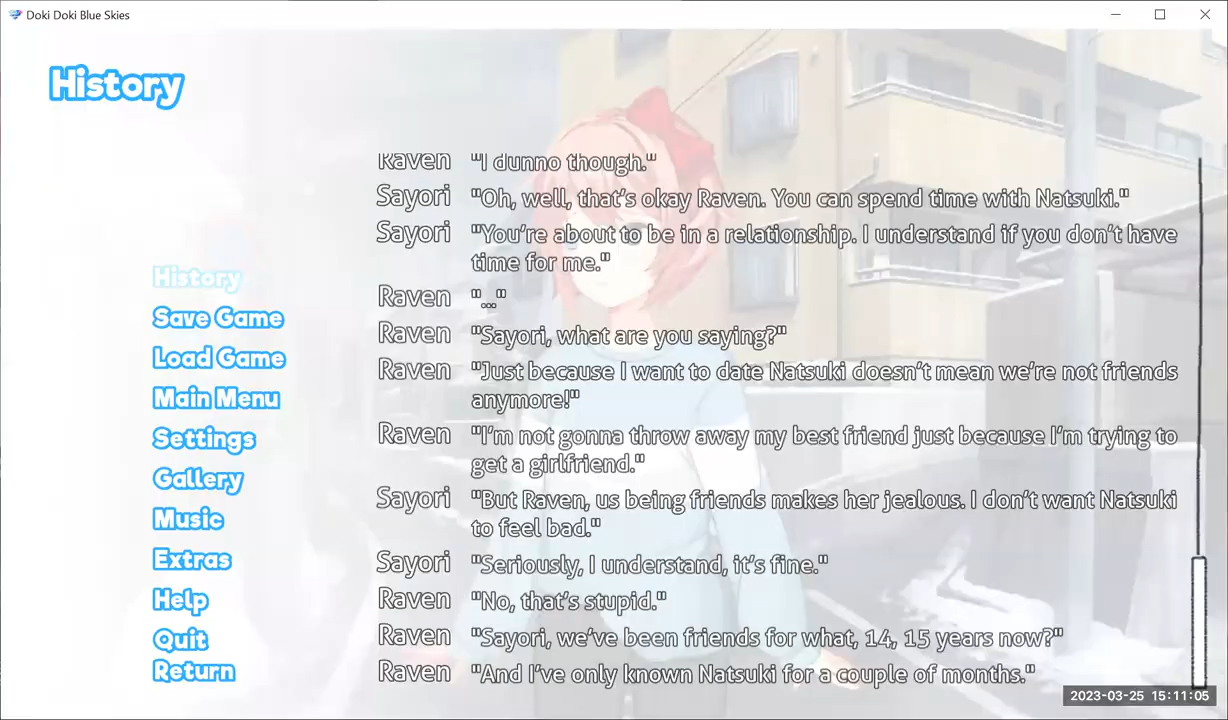 Doki Doki Blue Skies
History
Raven "I dunno though."
Sayori "Oh, well, that's okay Raven. You can spend time with Natsuki."
Sayori "You're about to be in a relationship. I understand if you don't have
time for me."
Raven "..."
Raven "Sayori, what are you saying?"
Raven "Just because I want to date Natsuki doesn't mean we're not friends
anymore!"
Raven "I'm not gonna throw away my best friend just because I'm trying to
get a girlfriend."
Sayori "But Raven, us being friends makes her jealous. I don't want Natsuki
to feel bad."
Sayori "Seriously, I understand, it's fine."
Raven "No, that's stupid."
Raven "Sayori, we've been friends for what, 14, 15 years now?"
Raven "And I've only known Natsuki for a couple of months."
History
Save Game
Load Game
Main Menu
Settings
Gallery
Music
Extras
Help
Quit
Return
2023-03-25 15:11:05